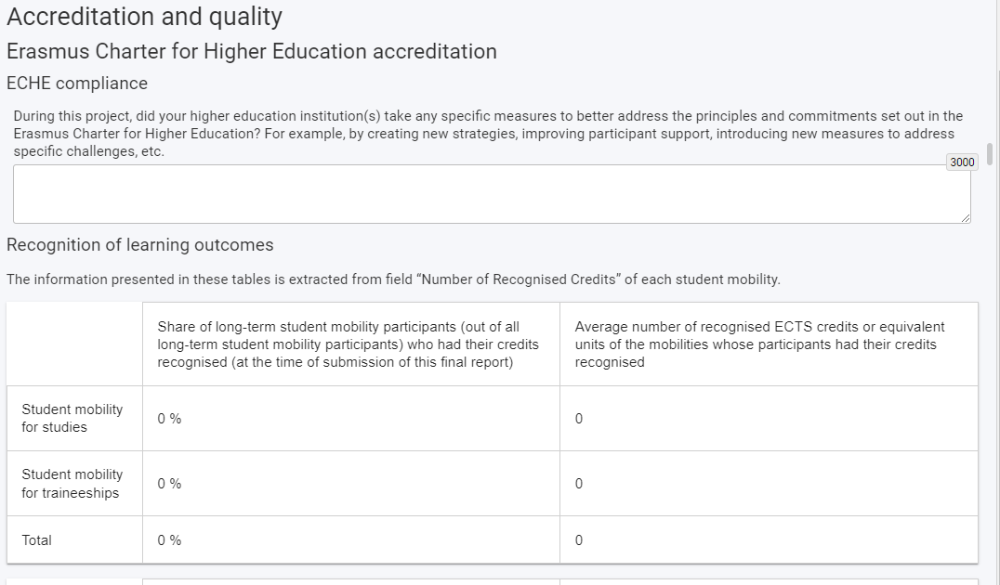 Accreditation and quality
Erasmus Charter for Higher Education accreditation
ECHE compliance
During this project, did your higher education institution(s) take any specific measures to better address the principles and commitments set out in the
Erasmus Charter for Higher Education? For example, by creating new strategies, improving participant support, introducing new measures to address
specific challenges, etc.
3000
Recognition of learning outcomes
The information presented in these tables is extracted from field “Number of Recognised Credits” of each student mobility.
Share of long-term student mobility participants (out of all
long-term student mobility participants) who had their credits
recognised (at the time of submission of this final report)
Average number of recognised ECTS credits or equivalent
units of the mobilities whose participants had their credits
recognised
Student mobility
for studies
0 %
0
Student mobility
for traineeships
0 %
0
Total
0 %
0